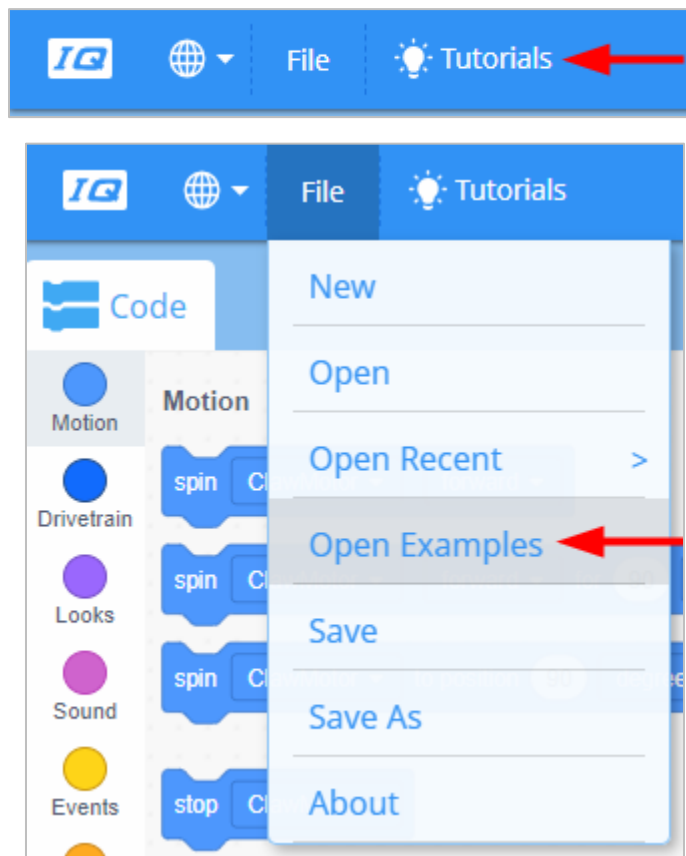 IQ File Tutorials
IQ File Tutorials
Code
New
Open
Open Recent >
Open Examples
Save
Save As
About
Motion
Drivetrain
Looks
Sound
Events
Motion
spin
spin
spin
stop